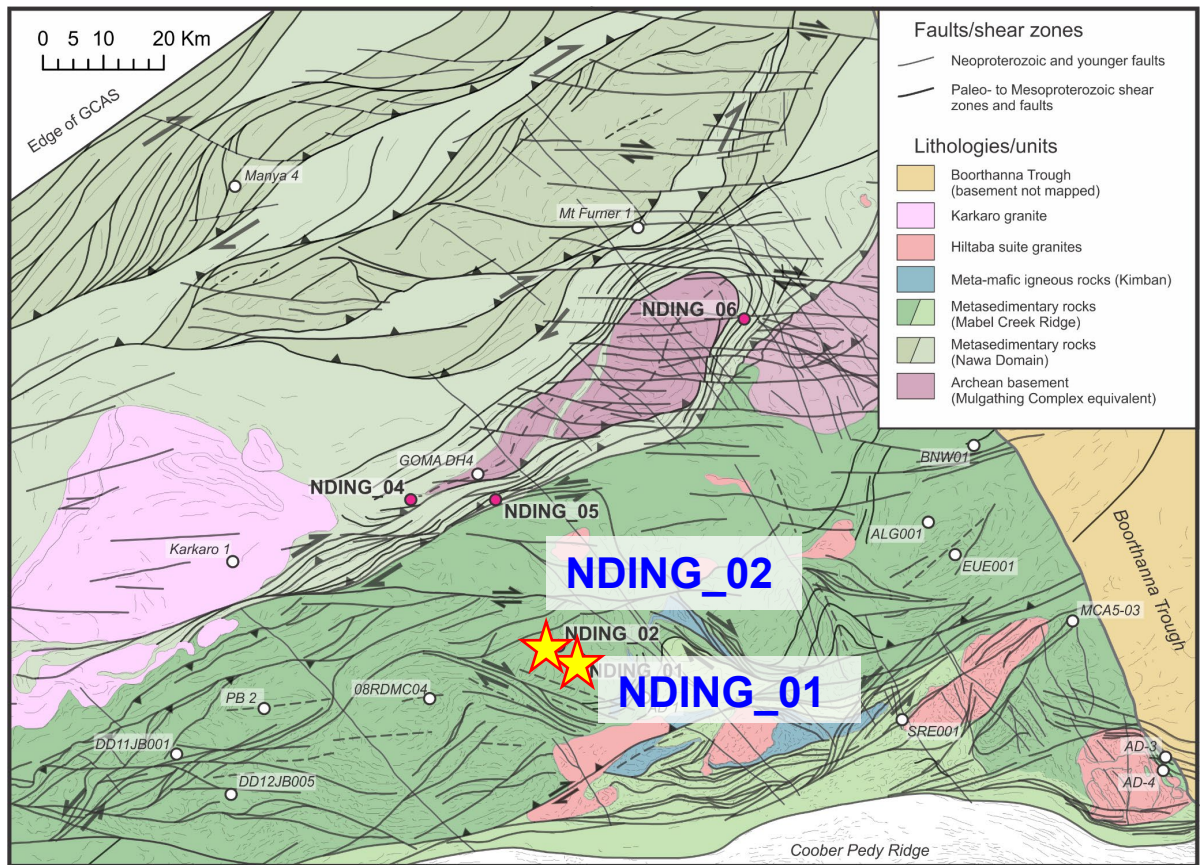 0 5 10 20 Km
Edge of GCAS
Manya 4
Mt Furner 1
NDING_06
GOMA DH4
NDING_04
NDING_05
Karkaro 1
BNW01
ALG001
EUE001
MCA5-03
Boorthanna Trough
NDING_02
NDING_02
NDING_01
NDING_01
PB 2
08RDMC04
DD11JB001
DD12JB005
SRE001
AD-3
AD-4
Coober Pedy Ridge
Faults/shear zones
Neoproterozoic and younger faults
Paleo- to Mesoproterozoic shear
zones and faults
Lithologies/units
Boorthanna Trough
(basement not mapped)
Karkaro granite
Hiltaba suite granites
Meta-mafic igneous rocks (Kimban)
Metasedimentary rocks
(Mabel Creek Ridge)
Metasedimentary rocks
(Nawa Domain)
Archean basement
(Mulgathing Complex equivalent)